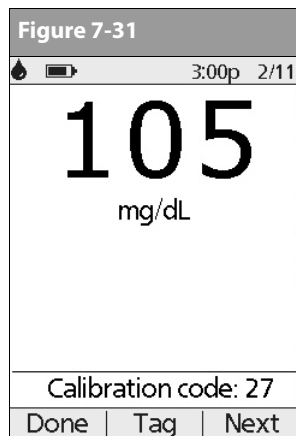 Figure 7-31
3:00p 2/11
105
mg/dL
Calibration code: 27
Done | Tag | Next